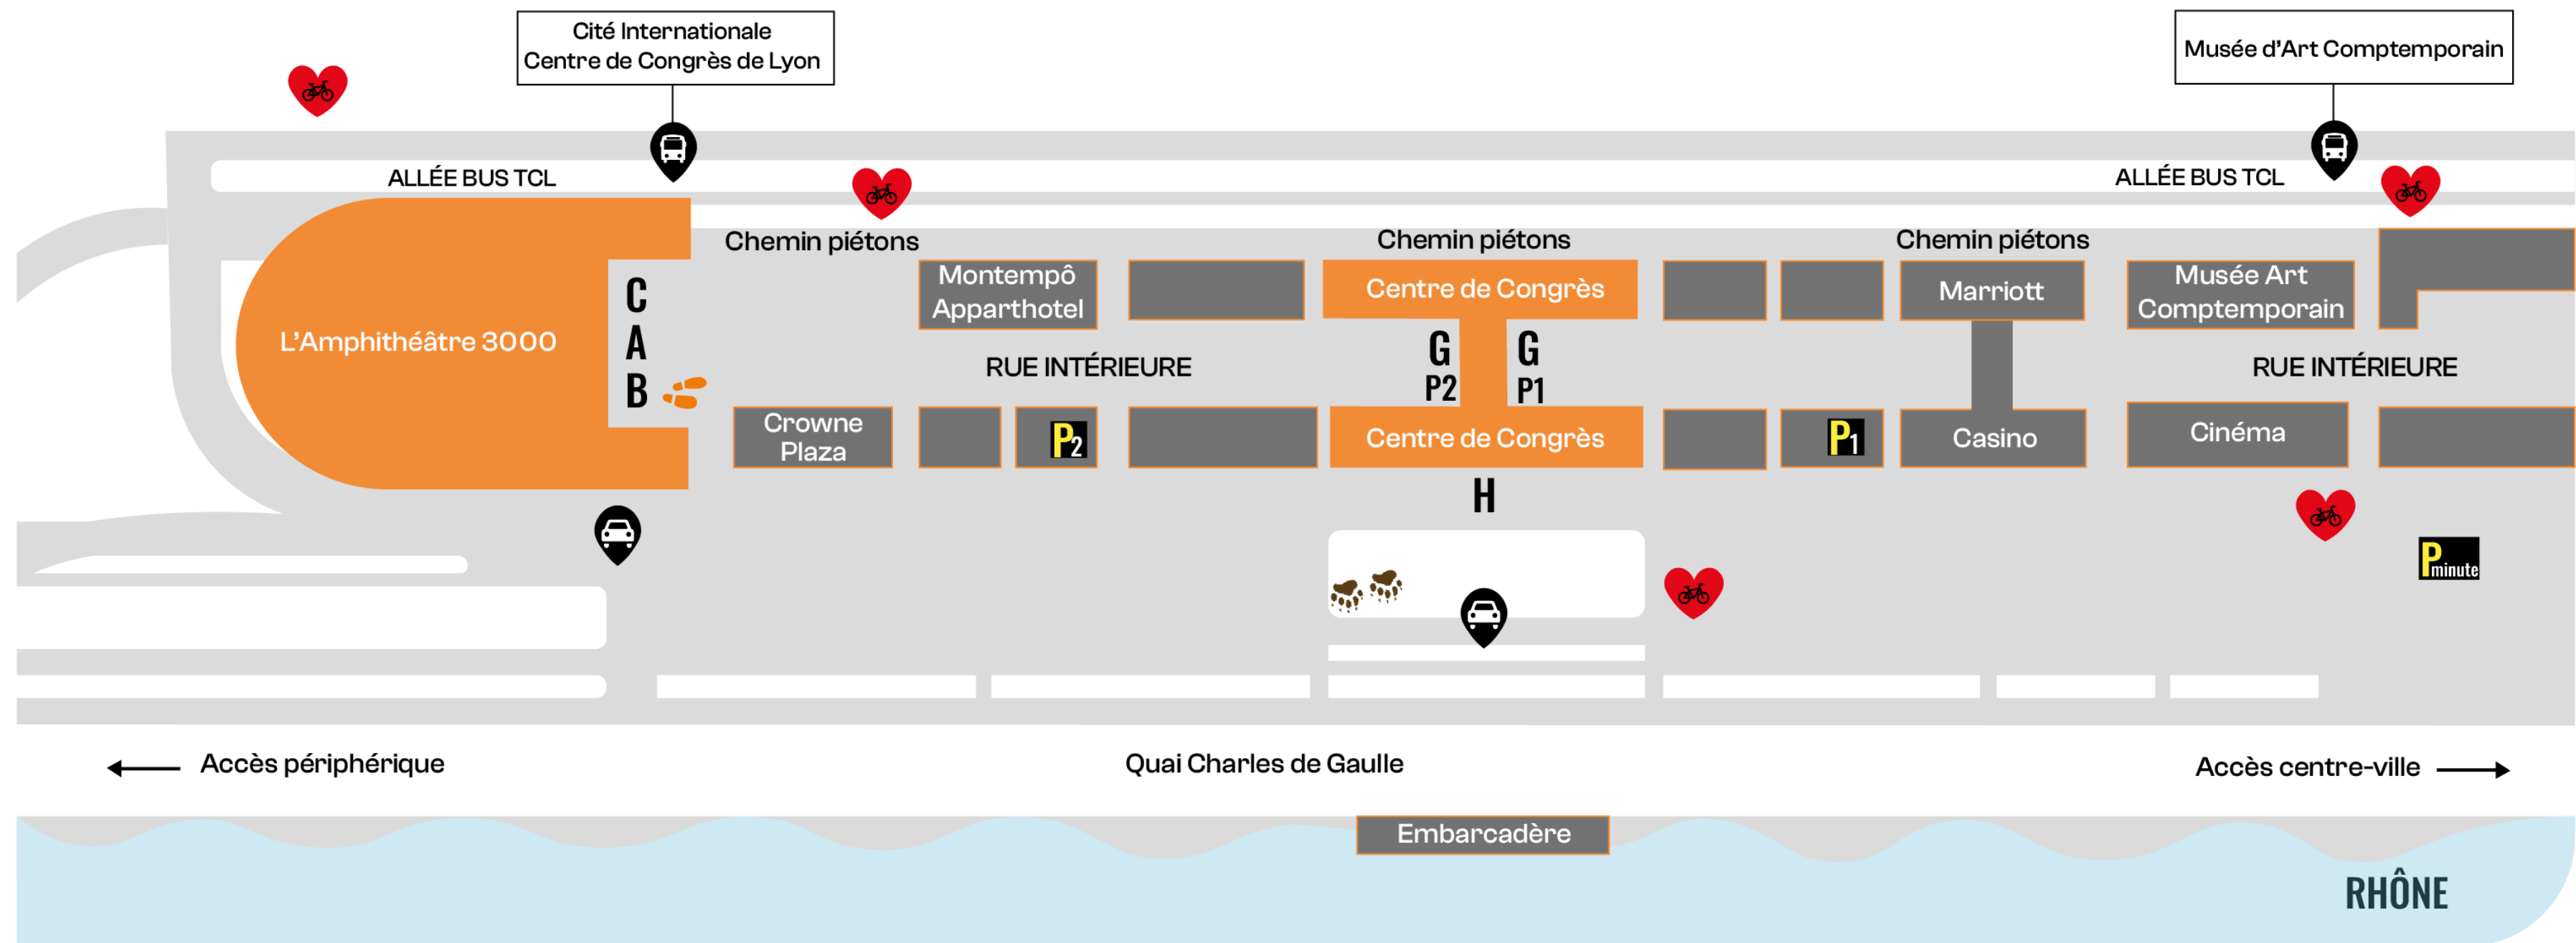 Cité Internationale
Centre de Congrès de Lyon
Musée d'Art Comptemporain
ALLÉE BUS TCL
ALLÉE BUS TCL
Chemin piétons
Chemin piétons
Chemin piétons
L'Amphithéâtre 3000
C
A
B
Montempô
Apparthotel
Centre de Congrès
Marriott
Musée Art
Comptemporain
RUE INTÉRIEURE
G
P2
G
P1
RUE INTÉRIEURE
Crowne
Plaza
P2
Centre de Congrès
P1
Casino
Cinéma
H
P minute
Accès périphérique
Quai Charles de Gaulle
Accès centre-ville
Embarcadère
RHÔNE